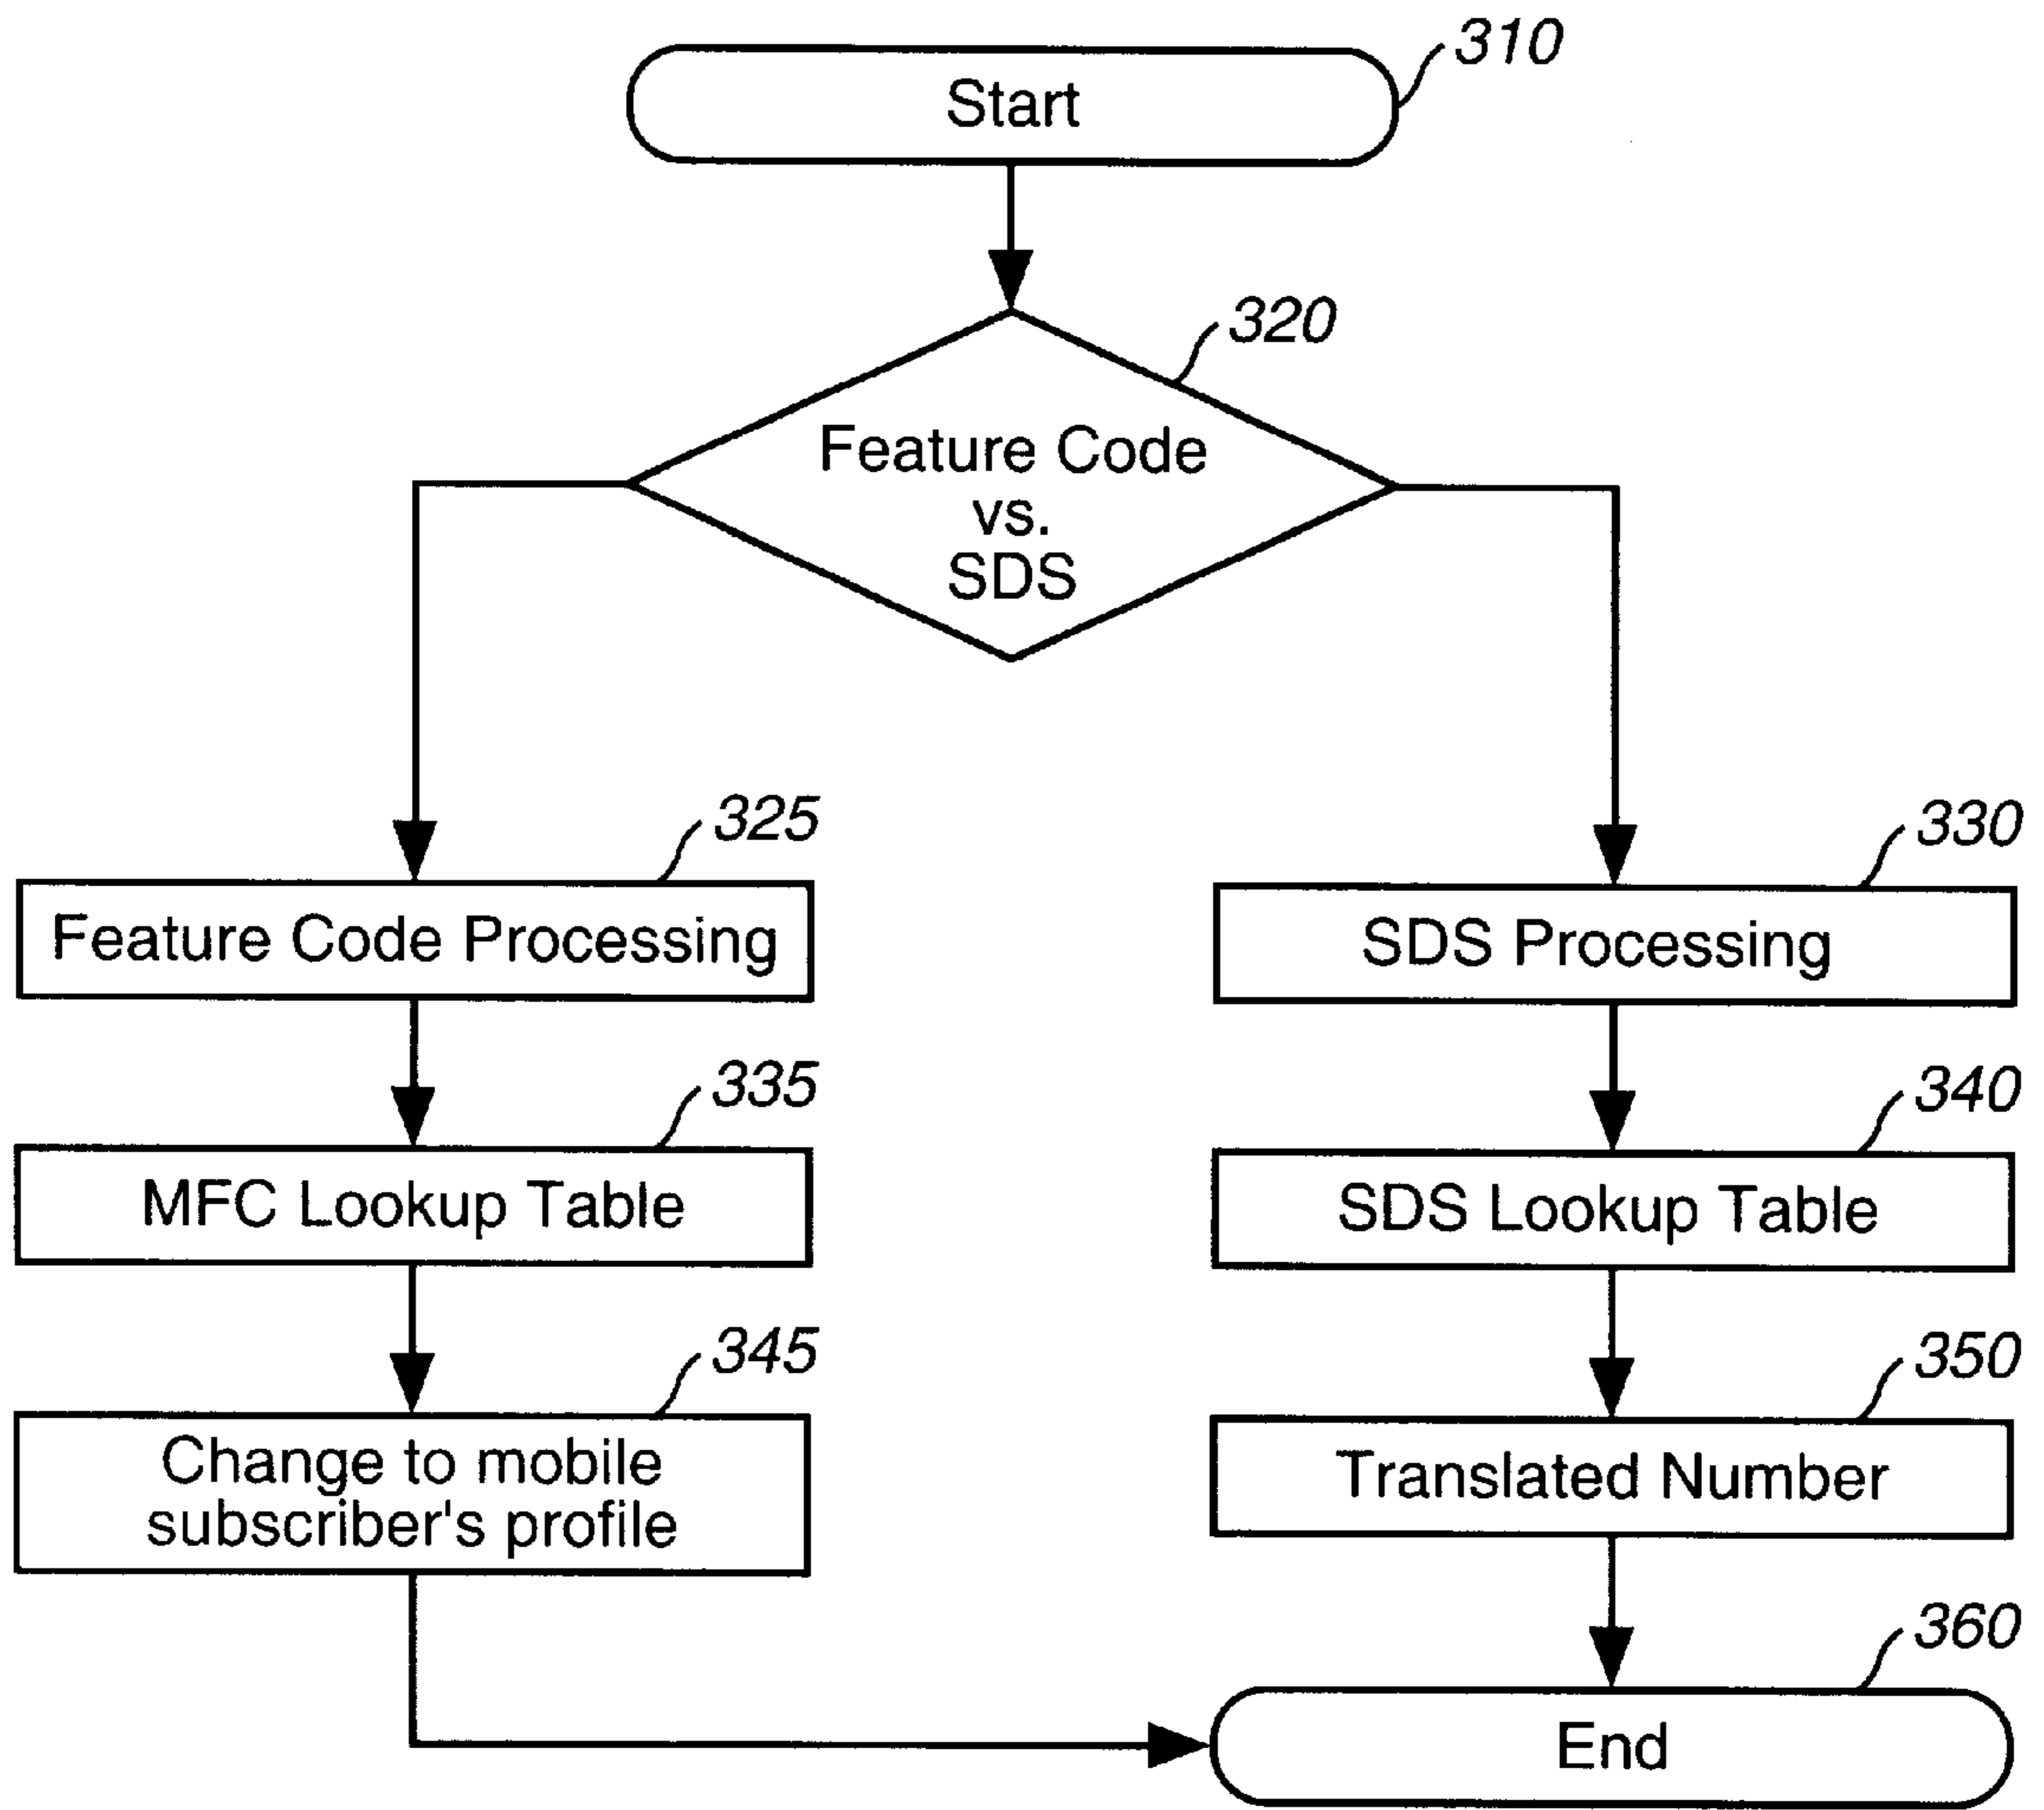 310
Start
320
Feature Code
vs.
SDS
325
330
Feature Code Processing
SDS Processing
335
340
MFC Lookup Table
SDS Lookup Table
345
350
Change to mobile
subscriber's profile
Translated Number
360
End